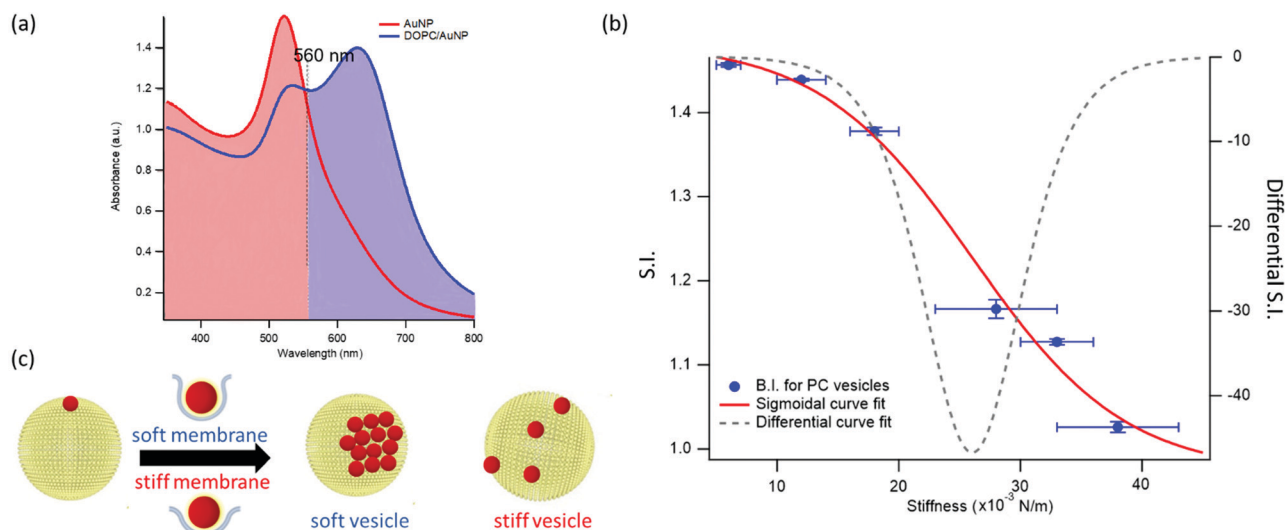 (a)
AuNP
DOPC/AuNP
560 nm
1.4
1.2
1.0
0.8
0.6
0.4
0.2
Absorbance (a.u.)
400 500 600 700 800
Wavelength (nm)
(b)
1.4
1.3
1.2
1.1
1.0
S.I.
0
-10
-20
-30
-40
Differential S.I.
B.I. for PC vesicles
Sigmoidal curve fit
Differential curve fit
10 20 30 40
Stiffness (x10⁻³ N/m)
(c)
soft membrane
stiff membrane
soft vesicle
stiff vesicle